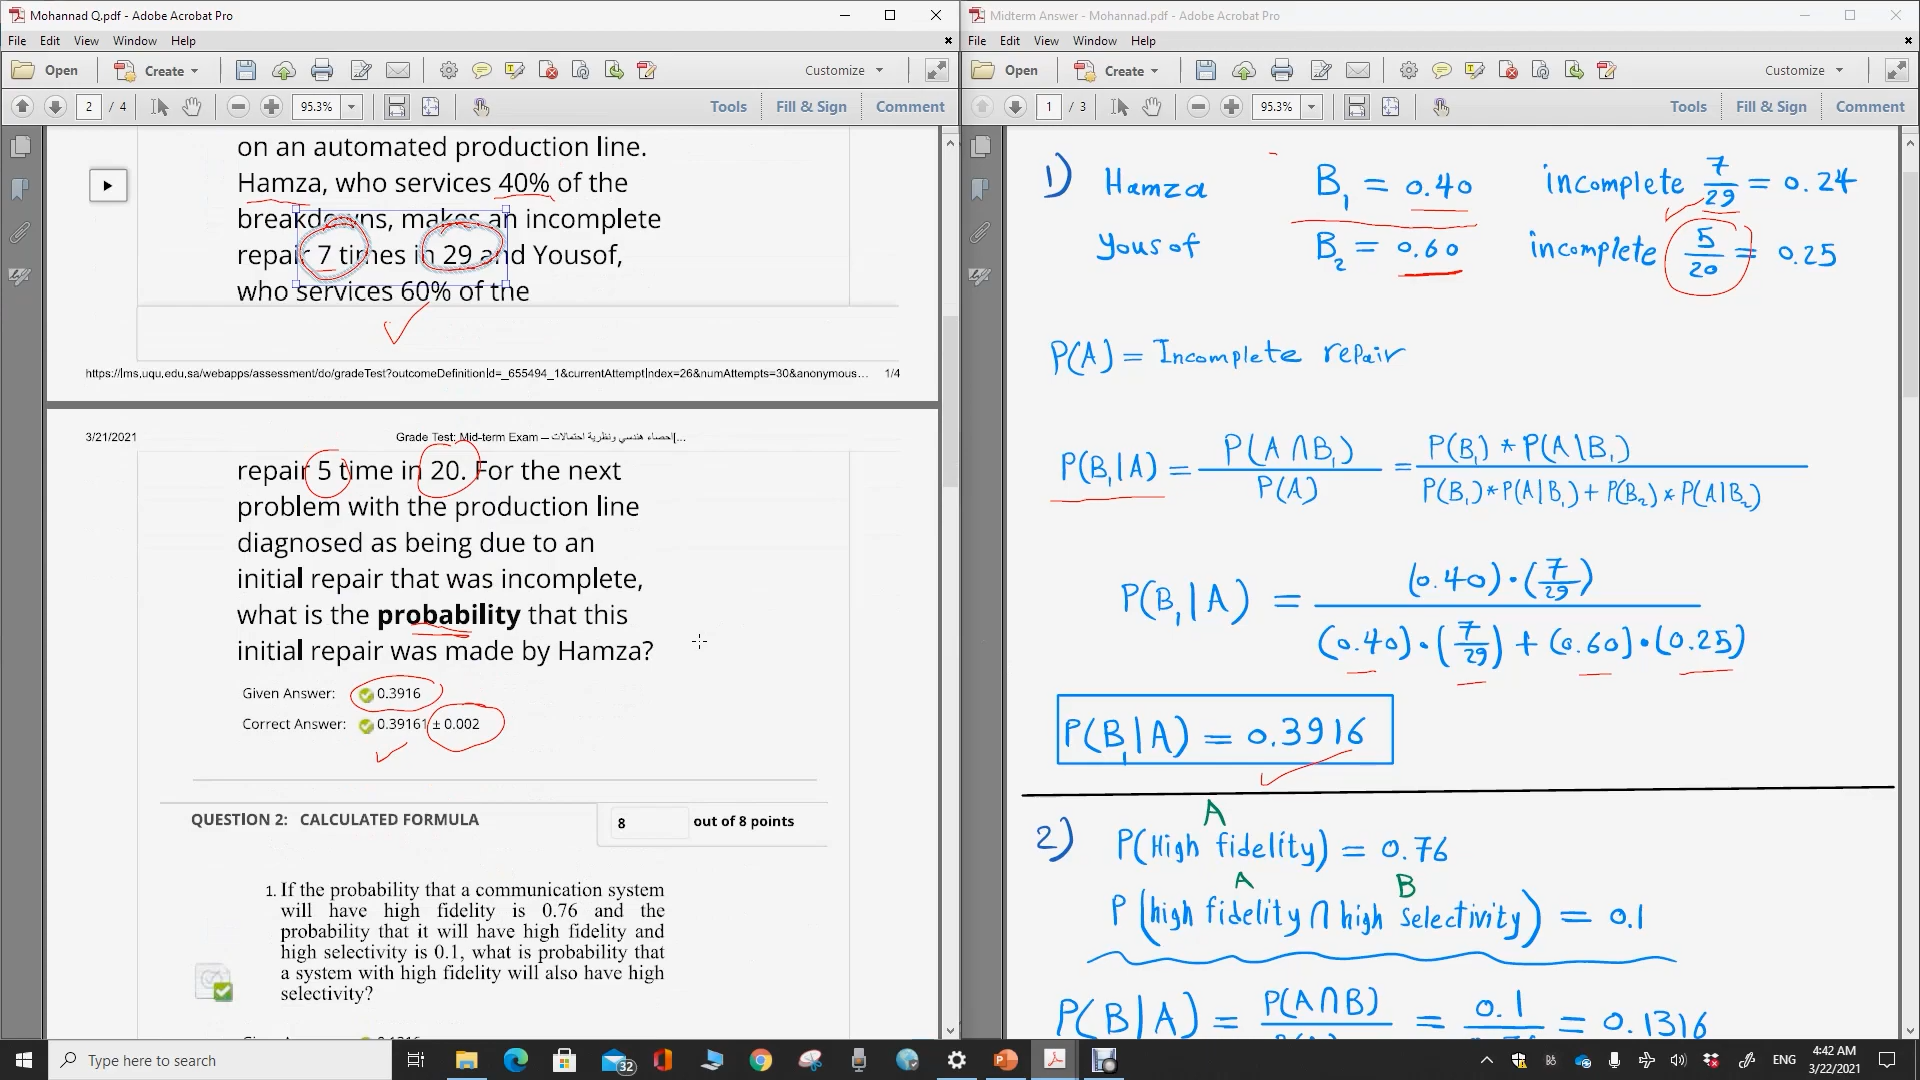 Mohannad Q.pdf - Adobe Acrobat Pro
File Edit View Window Help
Open Create Customize
2 / 4 95.3% Tools Fill & Sign Comment
on an automated production line.
Hamza, who services 40% of the
breakdowns, makes an incomplete
repair 7 times in 29 and Yousof,
who services 60% of the
https://lms.uqu.edu.sa/webapps/assessment/do/gradeTest?outcomeDefinitionId=_655494_1&currentAttemptIndex=26&numAttempts=30&anonymous... 1/4
3/21/2021 Grade Test: Mid-term Exam – احصاء هندسي ونظرية احتمالات[...
repair 5 time in 20. For the next
problem with the production line
diagnosed as being due to an
initial repair that was incomplete,
what is the probability that this
initial repair was made by Hamza?
Given Answer: 0.3916
Correct Answer: 0.39161 ± 0.002
QUESTION 2: CALCULATED FORMULA 8 out of 8 points
1. If the probability that a communication system
will have high fidelity is 0.76 and the
probability that it will have high fidelity and
high selectivity is 0.1, what is probability that
a system with high fidelity will also have high
selectivity?
Midterm Answer - Mohannad.pdf - Adobe Acrobat Pro
File Edit View Window Help
Open Create Customize
1 / 3 95.3% Tools Fill & Sign Comment
1) Hamza B₁ = 0.40 incomplete 7/29 = 0.24
Yousof B₂ = 0.60 incomplete 5/20 = 0.25
P(A) = Incomplete repair
P(B₁|A) = P(A∩B₁) / P(A) = P(B₁)*P(A|B₁) / P(B₁)*P(A|B₁) + P(B₂)*P(A|B₂)
P(B₁|A) = (0.40)·(7/29) / (0.40)·(7/29) + (0.60)·(0.25)
P(B₁|A) = 0.3916
A
2) P(High fidelity) = 0.76
A B
P(high fidelity ∩ high selectivity) = 0.1
P(B|A) = P(A∩B) = 0.1 = 0.1316
Type here to search 32 ENG 4:42 AM
3/22/2021